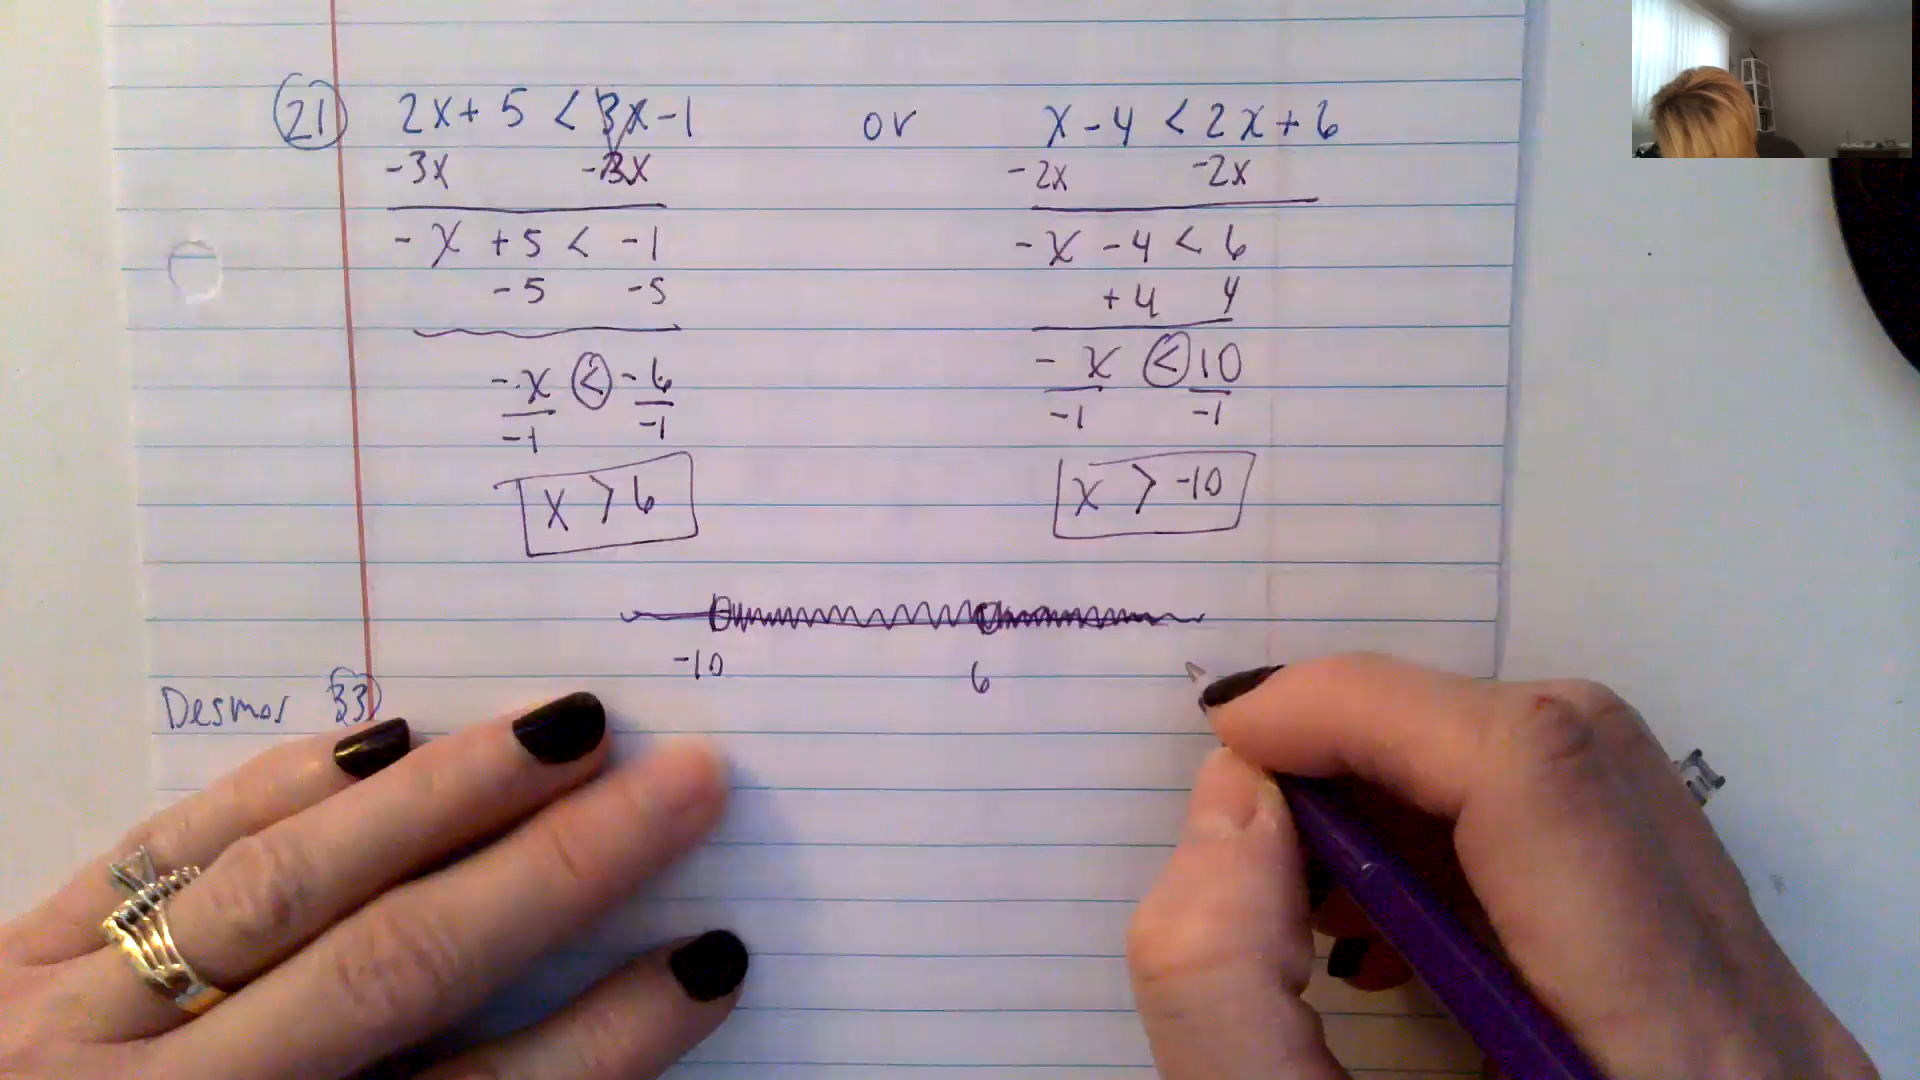 21 2x + 5 < 3x - 1 or x - 4 < 2x + 6
-3x -3x -2x -2x
-x + 5 < -1 -x - 4 < 6
-5 -5 +4 4
-x < -6 -x < 10
-1 -1 -1 -1
x > 6 x > -10
-10 6
Desmos 33